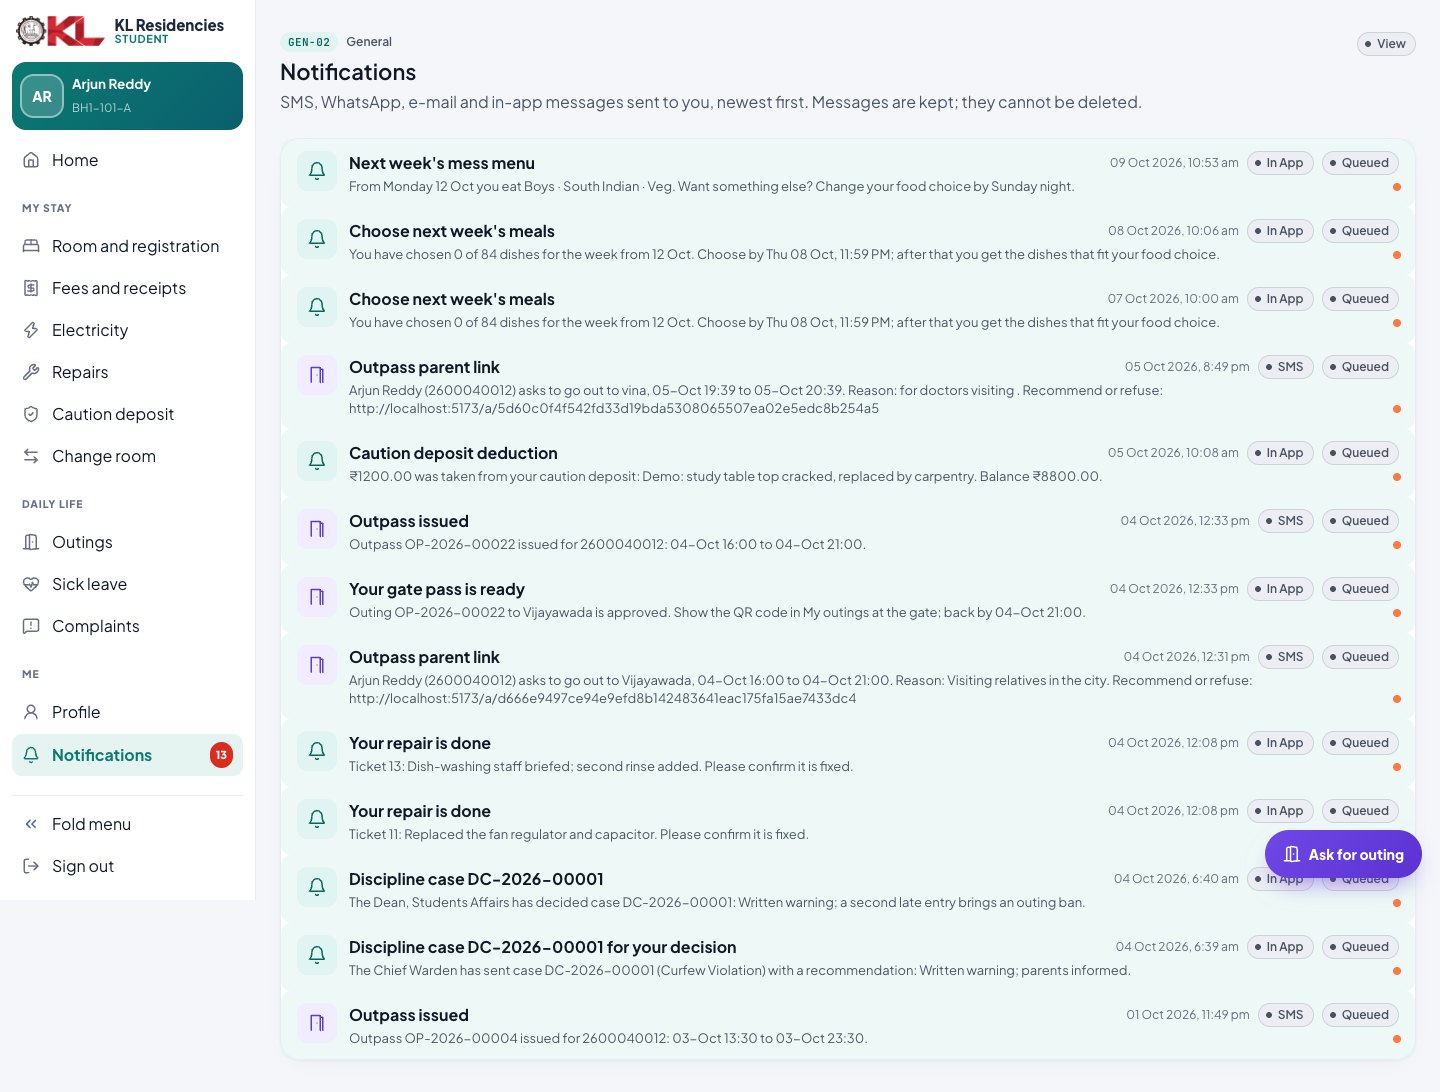 KL
KL Residencies
STUDENT
AR
Arjun Reddy
BH1-101-A
Home
MY STAY
Room and registration
Fees and receipts
Electricity
Repairs
Caution deposit
Change room
DAILY LIFE
Outings
Sick leave
Complaints
ME
Profile
Notifications 13
Fold menu
Sign out
GEN-02 General
View
Notifications
SMS, WhatsApp, e-mail and in-app messages sent to you, newest first. Messages are kept; they cannot be deleted.
Next week's mess menu 09 Oct 2026, 10:53 am In App Queued
From Monday 12 Oct you eat Boys · South Indian · Veg. Want something else? Change your food choice by Sunday night.
Choose next week's meals 08 Oct 2026, 10:06 am In App Queued
You have chosen 0 of 84 dishes for the week from 12 Oct. Choose by Thu 08 Oct, 11:59 PM; after that you get the dishes that fit your food choice.
Choose next week's meals 07 Oct 2026, 10:00 am In App Queued
You have chosen 0 of 84 dishes for the week from 12 Oct. Choose by Thu 08 Oct, 11:59 PM; after that you get the dishes that fit your food choice.
Outpass parent link 05 Oct 2026, 8:49 pm SMS Queued
Arjun Reddy (2600040012) asks to go out to vina, 05-Oct 19:39 to 05-Oct 20:39. Reason: for doctors visiting . Recommend or refuse:
http://localhost:5173/a/5d60c0f4f542fd33d19bda5308065507ea02e5edc8b254a5
Caution deposit deduction 05 Oct 2026, 10:08 am In App Queued
₹1200.00 was taken from your caution deposit: Demo: study table top cracked, replaced by carpentry. Balance ₹8800.00.
Outpass issued 04 Oct 2026, 12:33 pm SMS Queued
Outpass OP-2026-00022 issued for 2600040012: 04-Oct 16:00 to 04-Oct 21:00.
Your gate pass is ready 04 Oct 2026, 12:33 pm In App Queued
Outing OP-2026-00022 to Vijayawada is approved. Show the QR code in My outings at the gate; back by 04-Oct 21:00.
Outpass parent link 04 Oct 2026, 12:31 pm SMS Queued
Arjun Reddy (2600040012) asks to go out to Vijayawada, 04-Oct 16:00 to 04-Oct 21:00. Reason: Visiting relatives in the city. Recommend or refuse:
http://localhost:5173/a/d666e9497ce94e9efd8b142483641eac175fa15ae7433dc4
Your repair is done 04 Oct 2026, 12:08 pm In App Queued
Ticket 13: Dish-washing staff briefed; second rinse added. Please confirm it is fixed.
Your repair is done 04 Oct 2026, 12:08 pm In App Queued
Ticket 11: Replaced the fan regulator and capacitor. Please confirm it is fixed.
Ask for outing
Discipline case DC-2026-00001 04 Oct 2026, 6:40 am In App Queued
The Dean, Students Affairs has decided case DC-2026-00001: Written warning; a second late entry brings an outing ban.
Discipline case DC-2026-00001 for your decision 04 Oct 2026, 6:39 am In App Queued
The Chief Warden has sent case DC-2026-00001 (Curfew Violation) with a recommendation: Written warning; parents informed.
Outpass issued 01 Oct 2026, 11:49 pm SMS Queued
Outpass OP-2026-00004 issued for 2600040012: 03-Oct 13:30 to 03-Oct 23:30.